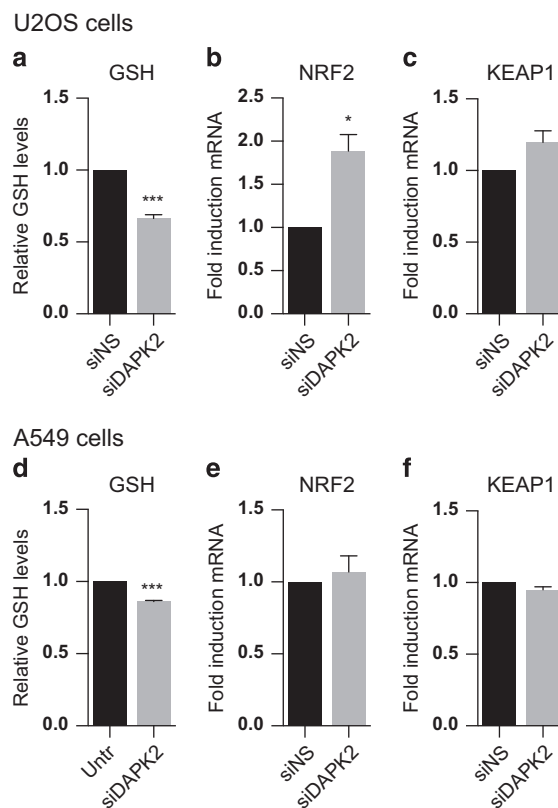 U2OS cells
a
GSH
Relative GSH levels
1.5
1.0
0.5
0.0
***
siNS
siDAPK2
b
NRF2
Fold induction mRNA
2.5
2.0
1.5
1.0
0.5
0.0
*
siNS
siDAPK2
c
KEAP1
Fold induction mRNA
1.5
1.0
0.5
0.0
siNS
siDAPK2
A549 cells
d
GSH
Relative GSH levels
1.5
1.0
0.5
0.0
***
Untr
siDAPK2
e
NRF2
Fold induction mRNA
1.5
1.0
0.5
0.0
siNS
siDAPK2
f
KEAP1
Fold induction mRNA
1.5
1.0
0.5
0.0
siNS
siDAPK2